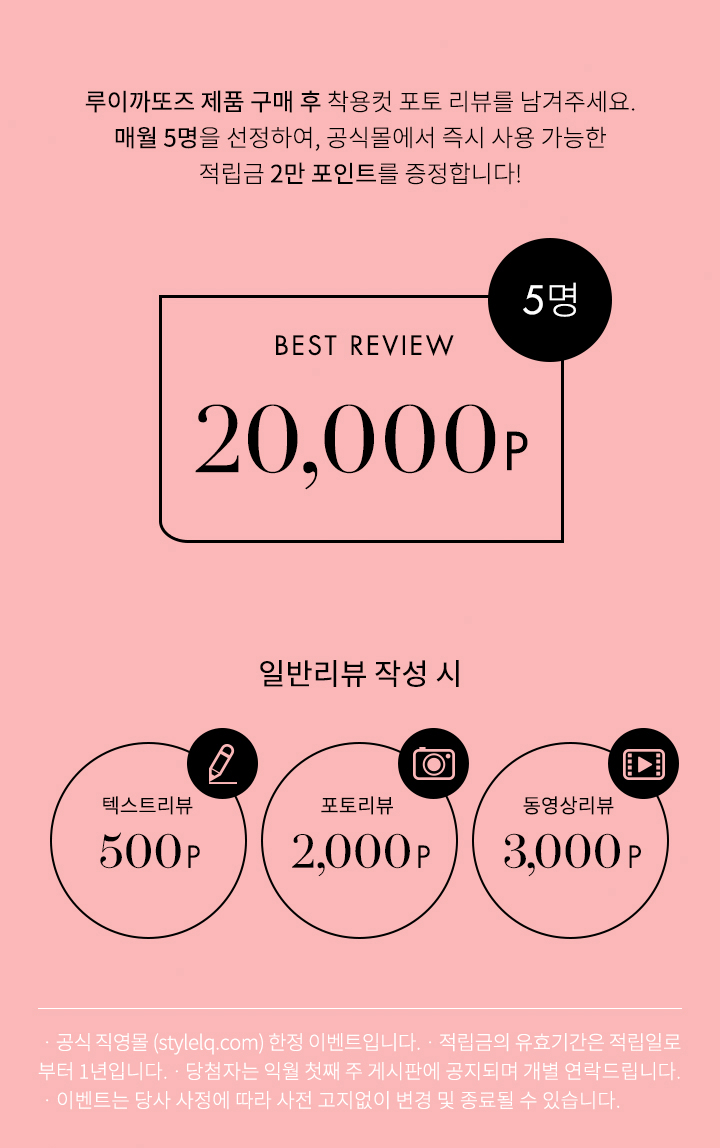 루이까또즈 제품 구매 후 착용컷 포토 리뷰를 남겨주세요.
매월 5명을 선정하여, 공식몰에서 즉시 사용 가능한
적립금 2만 포인트를 증정합니다!
5명
BEST REVIEW
20,000P
일반리뷰 작성 시
텍스트리뷰
500P
포토리뷰
2,000P
동영상리뷰
3,000P
· 공식 직영몰 (stylelq.com) 한정 이벤트입니다. · 적립금의 유효기간은 적립일로
부터 1년입니다. · 당첨자는 익월 첫째 주 게시판에 공지되며 개별 연락드립니다.
· 이벤트는 당사 사정에 따라 사전 고지없이 변경 및 종료될 수 있습니다.